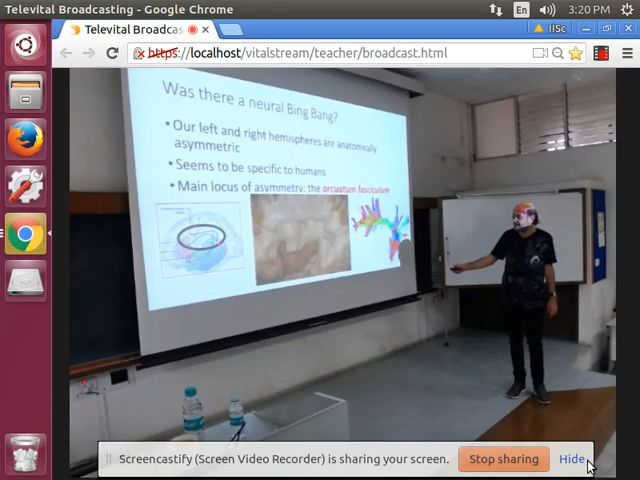 Televital Broadcasting - Google Chrome
En
3:20 PM
Televital Broadcas
IISc
https://localhost/vitalstream/teacher/broadcast.html
Was there a neural Bing Bang?
• Our left and right hemispheres are anatomically
asymmetric
• Seems to be specific to humans
• Main locus of asymmetry: the arcuatum fasciculum
Screencastify (Screen Video Recorder) is sharing your screen.
Stop sharing
Hide